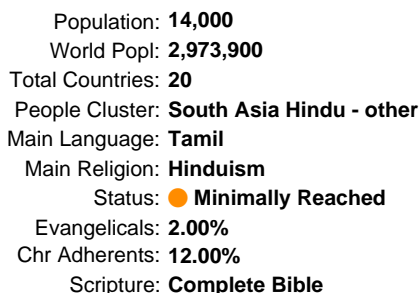 Population: 14,000
World Popl: 2,973,900
Total Countries: 20
People Cluster: South Asia Hindu - other
Main Language: Tamil
Main Religion: Hinduism
Status: Minimally Reached
Evangelicals: 2.00%
Chr Adherents: 12.00%
Scripture: Complete Bible